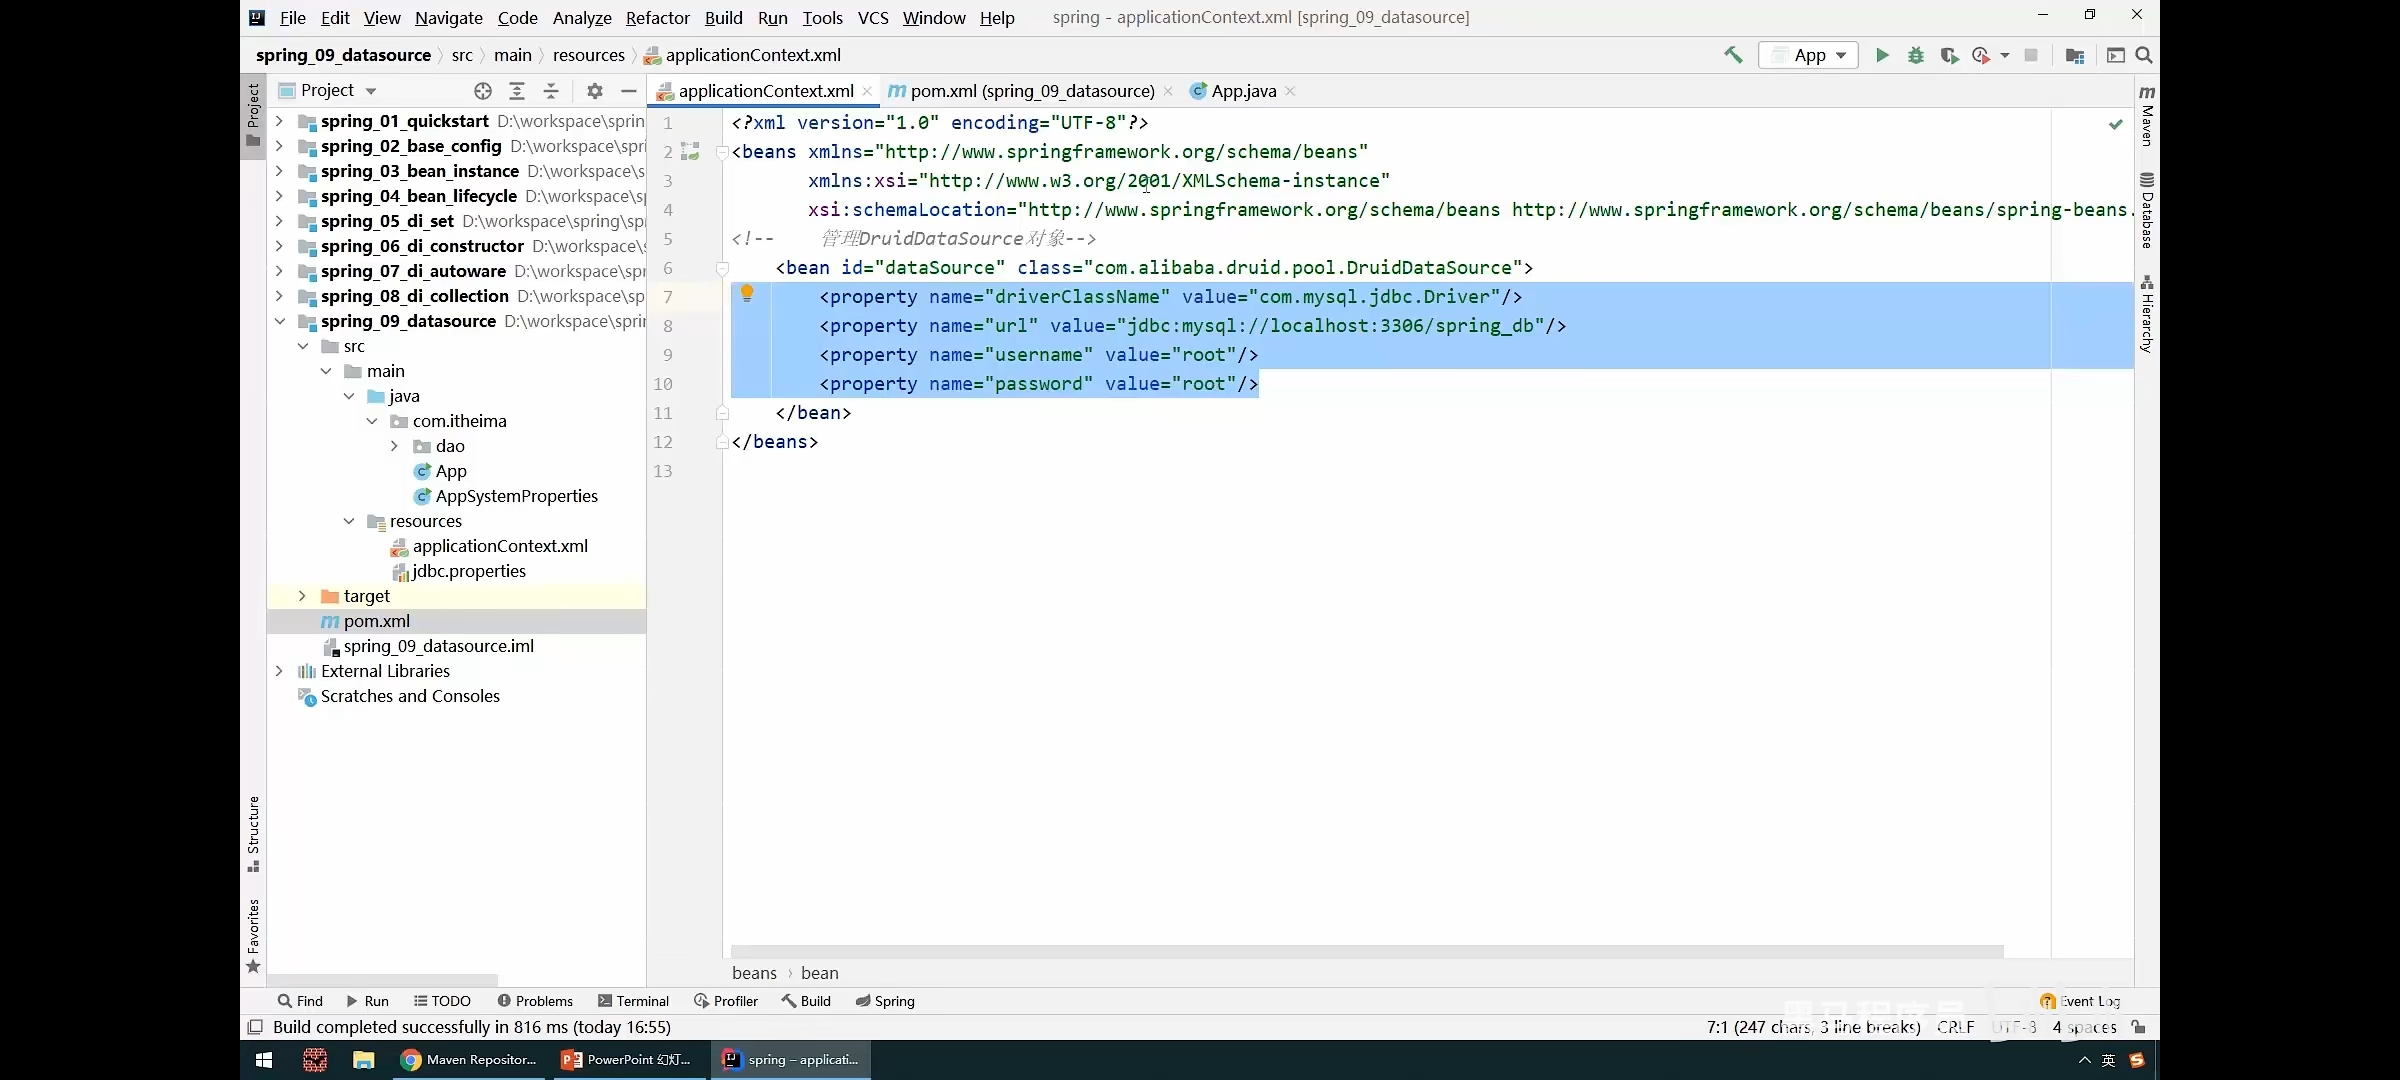 File Edit View Navigate Code Analyze Refactor Build Run Tools VCS Window Help spring - applicationContext.xml [spring_09_datasource]
spring_09_datasource src main resources applicationContext.xml App
Project
applicationContext.xml pom.xml (spring_09_datasource) App.java
Project
spring_01_quickstart D:\workspace\sprin
spring_02_base_config D:\workspace\spri
spring_03_bean_instance D:\workspace\s
spring_04_bean_lifecycle D:\workspace\s
spring_05_di_set D:\workspace\spring\sp
spring_06_di_constructor D:\workspace\s
spring_07_di_autoware D:\workspace\spr
spring_08_di_collection D:\workspace\sp
spring_09_datasource D:\workspace\sprin
src
main
java
com.itheima
dao
App
AppSystemProperties
resources
applicationContext.xml
jdbc.properties
target
pom.xml
spring_09_datasource.iml
External Libraries
Scratches and Consoles
Structure
Favorites
1 <?xml version="1.0" encoding="UTF-8"?>
2 <beans xmlns="http://www.springframework.org/schema/beans"
3 xmlns:xsi="http://www.w3.org/2001/XMLSchema-instance"
4 xsi:schemaLocation="http://www.springframework.org/schema/beans http://www.springframework.org/schema/beans/spring-beans.
5 <!-- 管理DruidDataSource对象-->
6 <bean id="dataSource" class="com.alibaba.druid.pool.DruidDataSource">
7 <property name="driverClassName" value="com.mysql.jdbc.Driver"/>
8 <property name="url" value="jdbc:mysql://localhost:3306/spring_db"/>
9 <property name="username" value="root"/>
10 <property name="password" value="root"/>
11 </bean>
12 </beans>
13
Maven
Database
Hierarchy
beans bean
Find Run TODO Problems Terminal Profiler Build Spring Event Log
Build completed successfully in 816 ms (today 16:55) 7:1 (247 chars, 3 line breaks) CRLF UTF-8 4 spaces
黑马程序员
Maven Repositor... PowerPoint 幻灯... spring – applicati... 英